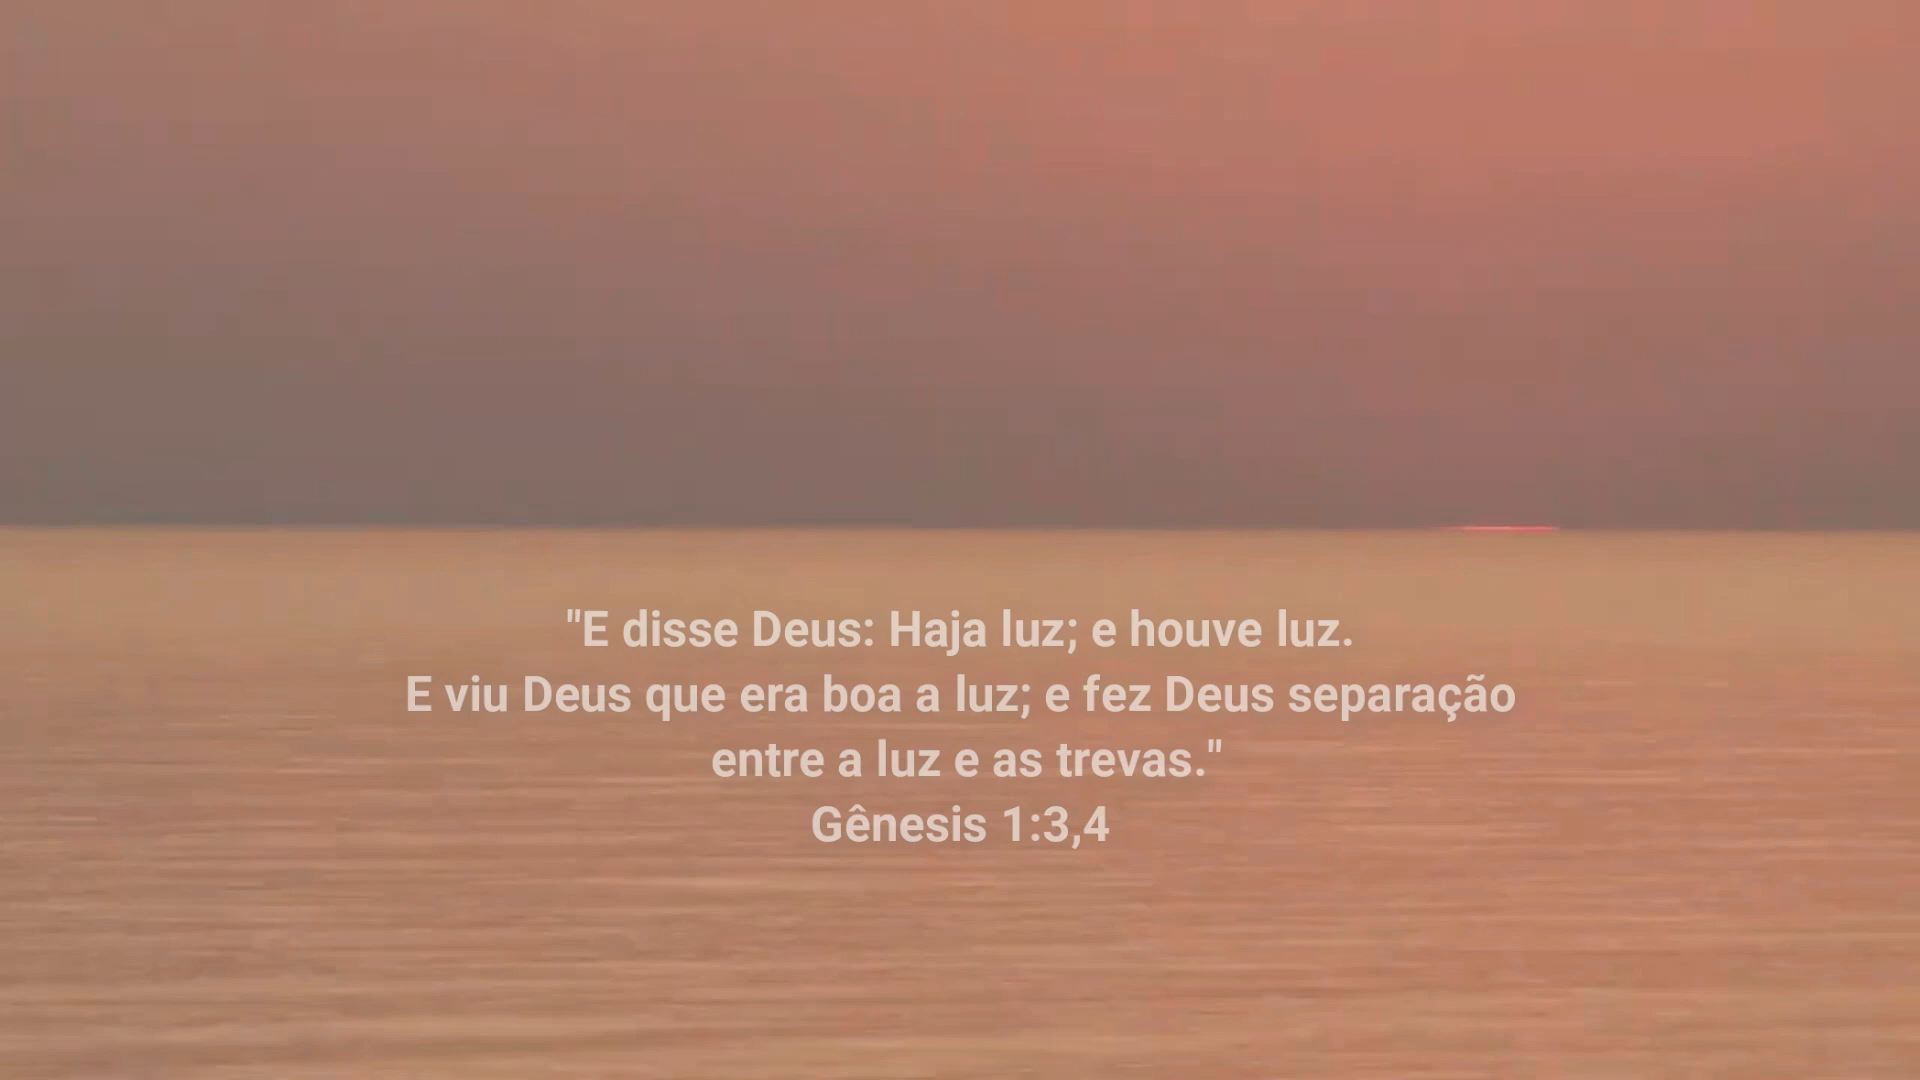 "E disse Deus: Haja luz; e houve luz.
E viu Deus que era boa a luz; e fez Deus separação
entre a luz e as trevas."
Gênesis 1:3,4